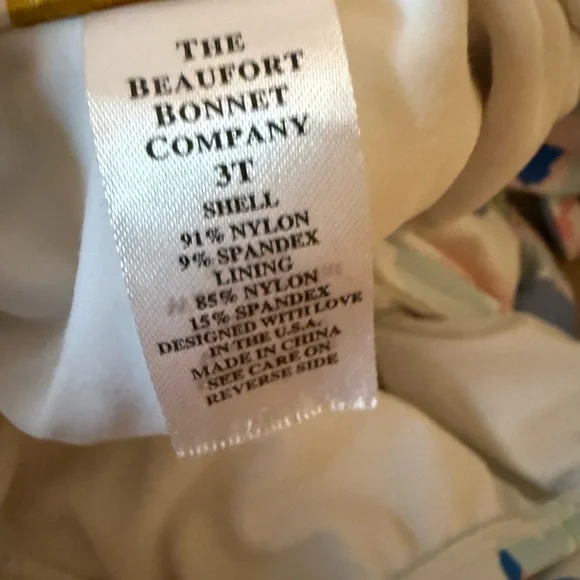 THE
BEAUFORT
BONNET
COMPANY
3T
SHELL
91% NYLON
9% SPANDEX
LINING
85% NYLON
15% SPANDEX
DESIGNED WITH LOVE
IN THE U.S.A.
MADE IN CHINA
SEE CARE ON
REVERSE SIDE